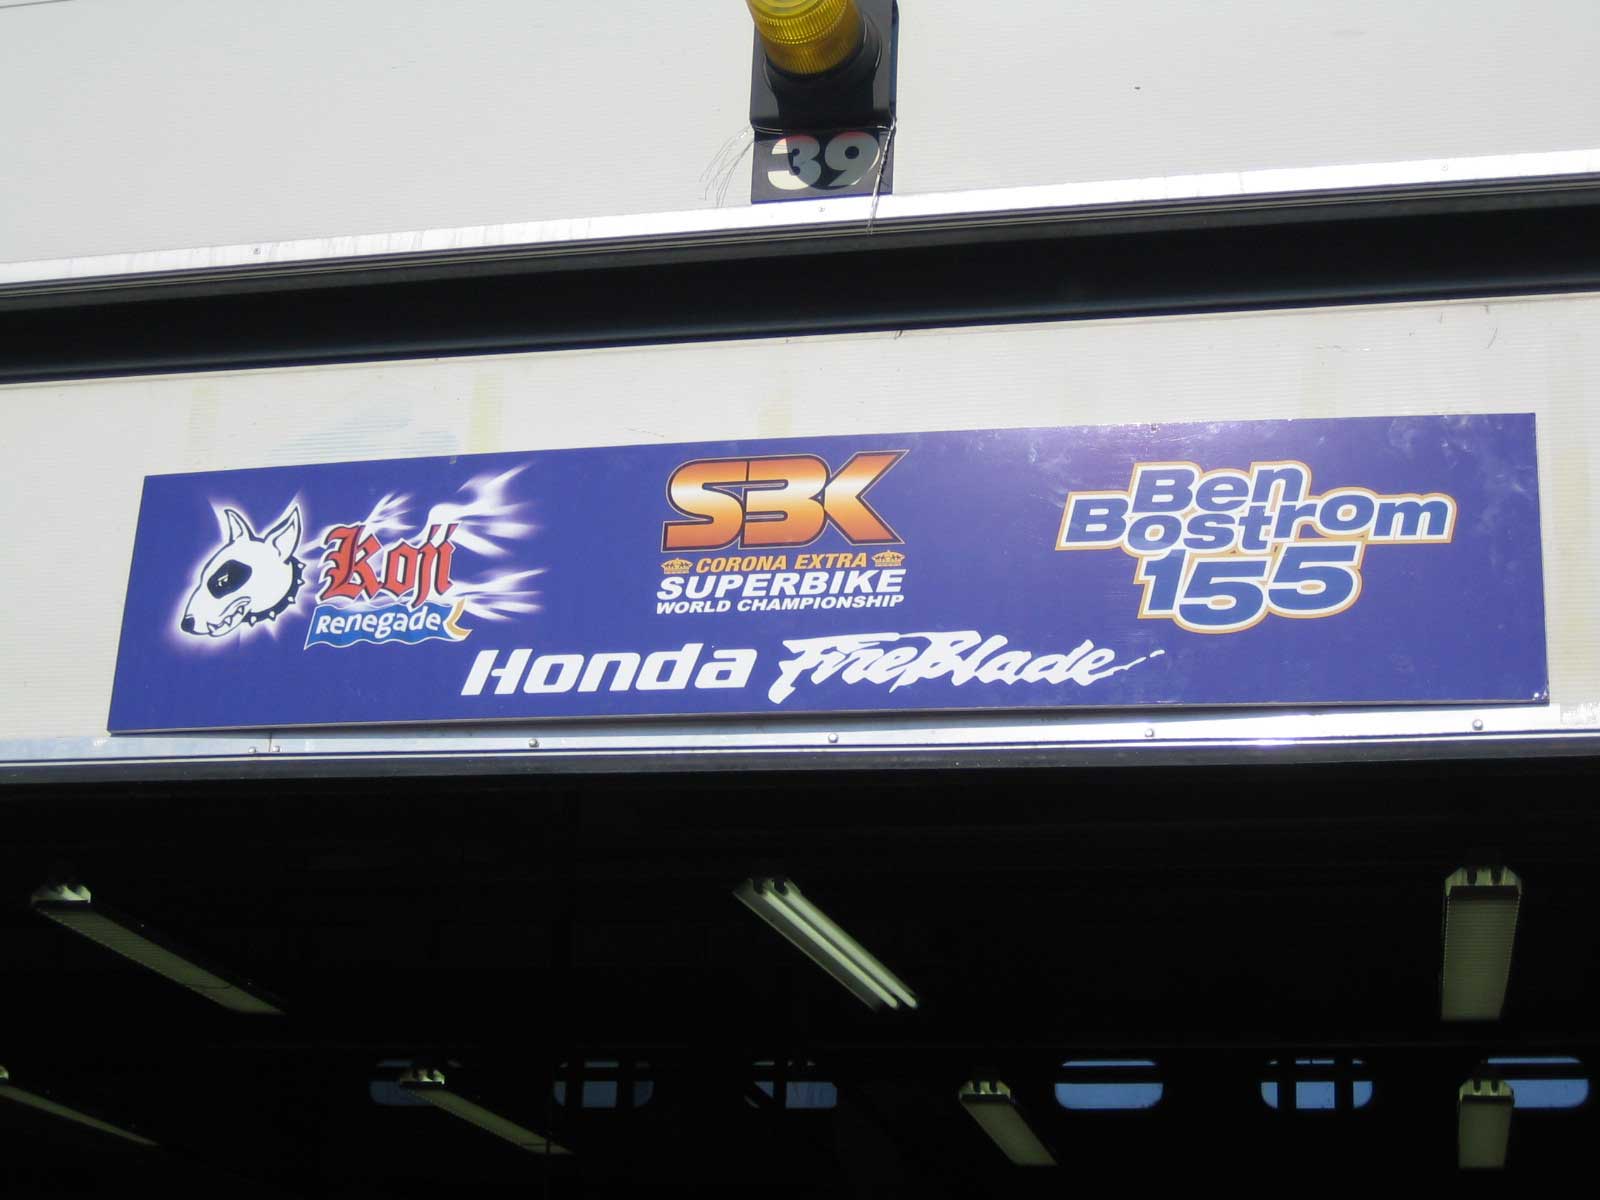 39
Koji
Renegade
SBK
CORONA EXTRA
SUPERBIKE
WORLD CHAMPIONSHIP
Ben
Bostrom
155
Honda FireBlade